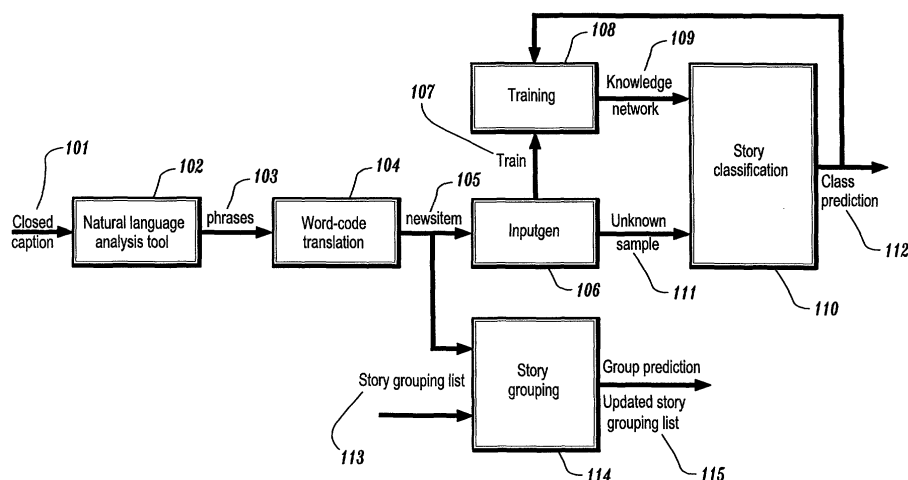 108
109
107
Training
Knowledge
network
Train
101
102
103
104
105
Story
classification
Class
prediction
112
Closed
caption
Natural language
analysis tool
phrases
Word-code
translation
newsitem
Inputgen
Unknown
sample
106
111
110
Story grouping list
113
Story
grouping
Group prediction
Updated story
grouping list
114
115